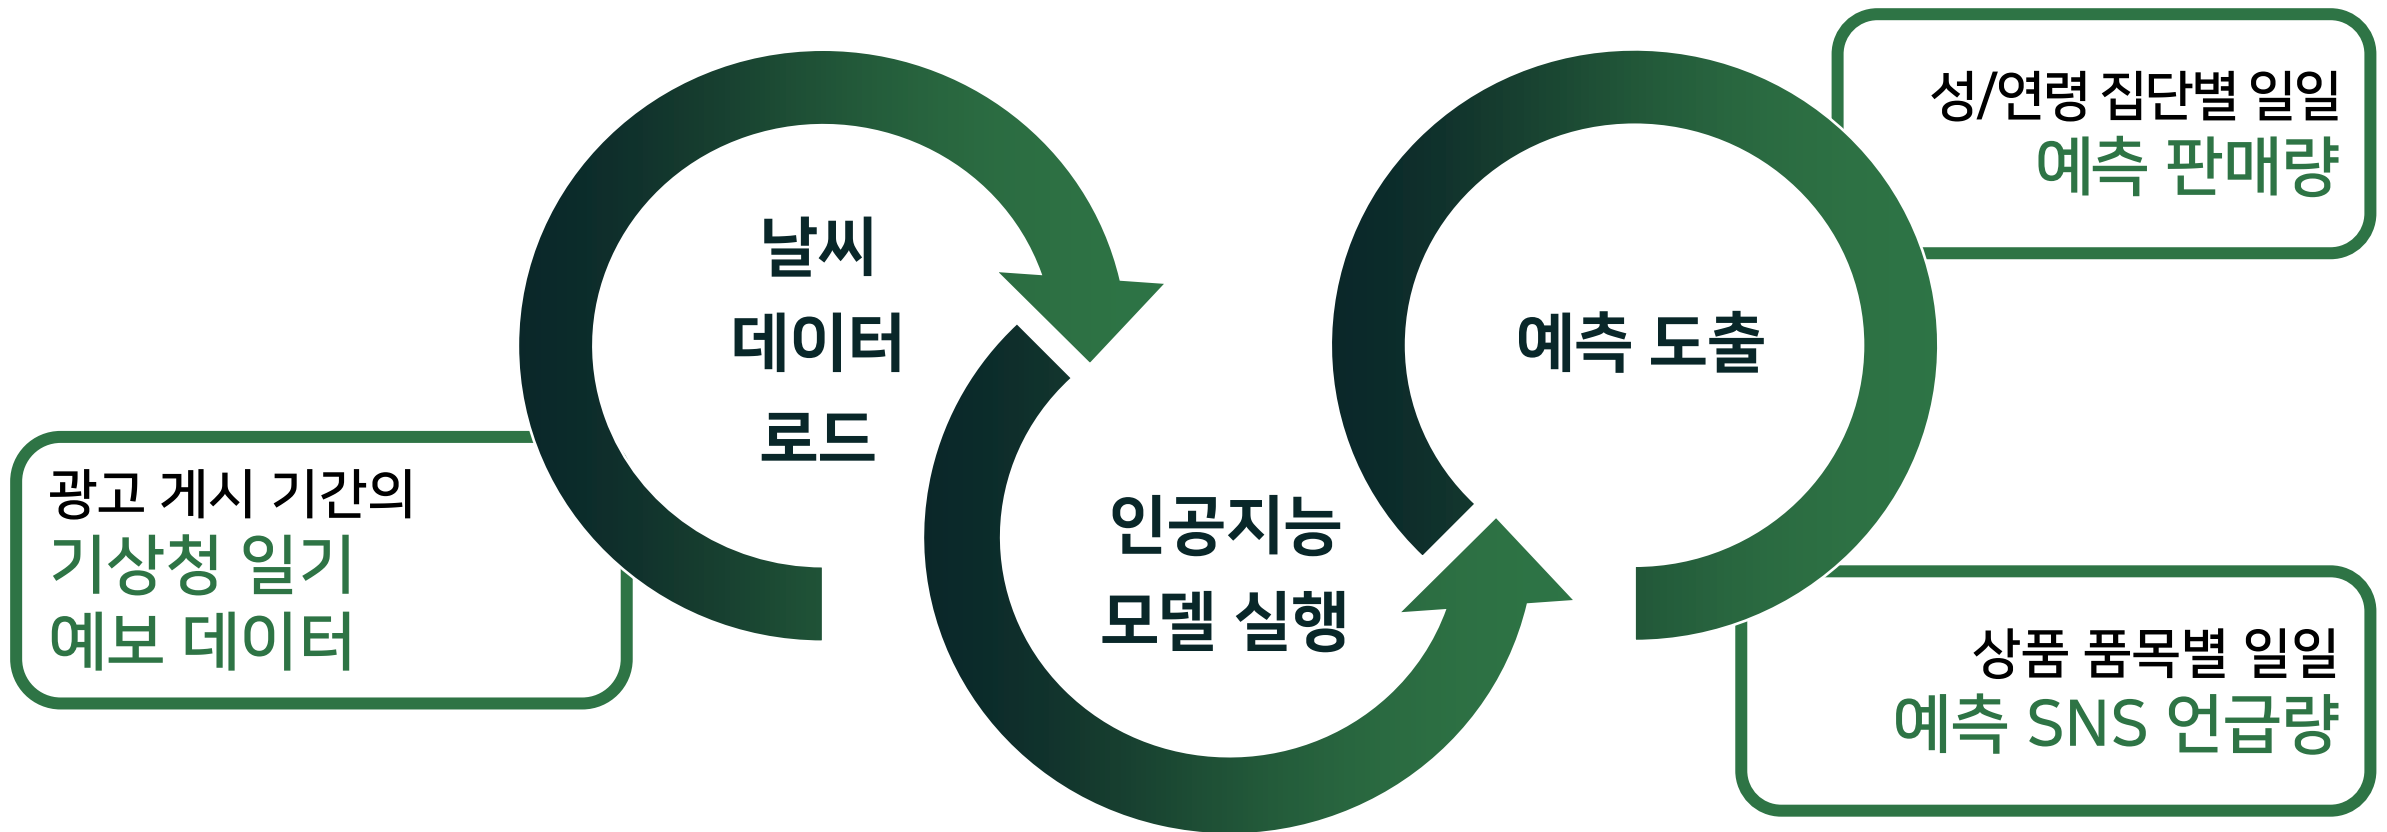 광고 게시 기간의
기상청 일기
예보 데이터
날씨
데이터
로드
인공지능
모델 실행
예측 도출
성/연령 집단별 일일
예측 판매량
상품 품목별 일일
예측 SNS 언급량